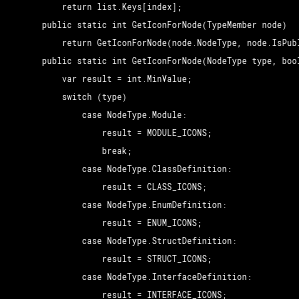 return list.Keys[index];
public static int GetIconForNode(TypeMember node)
return GetIconForNode(node.NodeType, node.IsPubl
public static int GetIconForNode(NodeType type, bool
var result = int.MinValue;
switch (type)
case NodeType.Module:
result = MODULE_ICONS;
break;
case NodeType.ClassDefinition:
result = CLASS_ICONS;
case NodeType.EnumDefinition:
result = ENUM_ICONS;
case NodeType.StructDefinition:
result = STRUCT_ICONS;
case NodeType.InterfaceDefinition:
result = INTERFACE_ICONS;